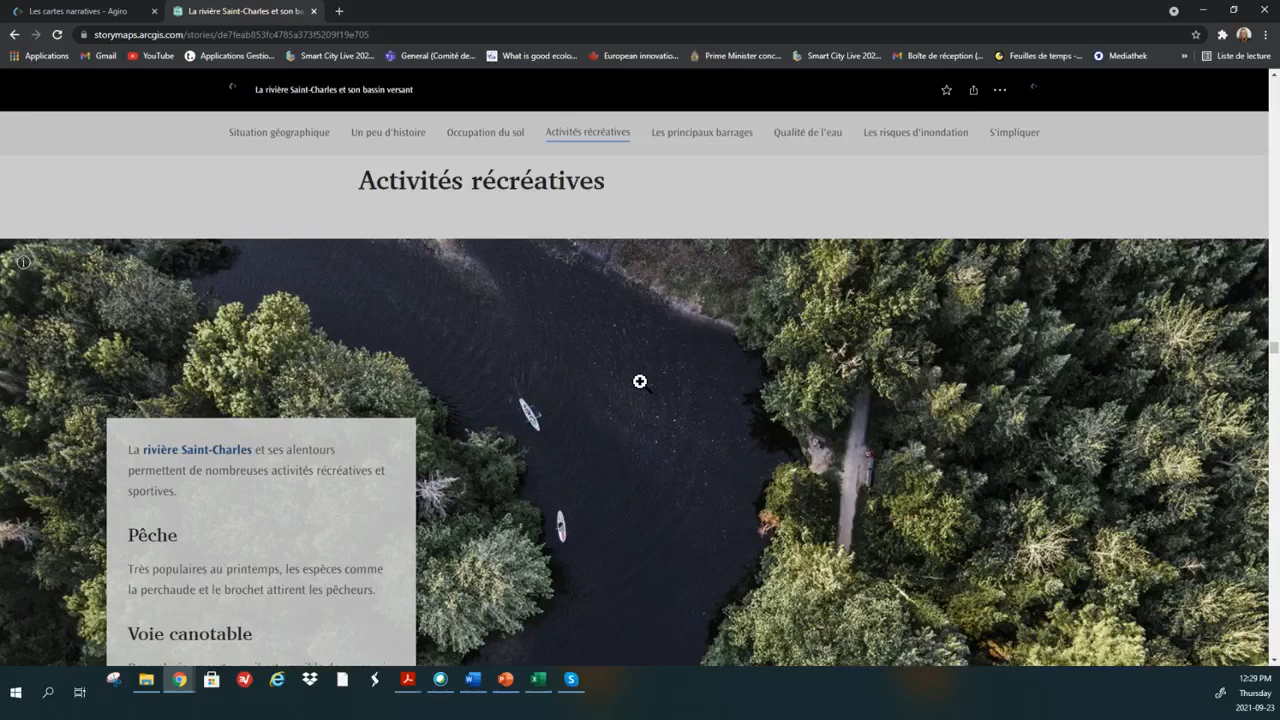 Les cartes narratives - Agiro
La rivière Saint-Charles et son ba
storymaps.arcgis.com/stories/de7feab853fc4785a373f5209f19e705
Applications
Gmail
YouTube
Applications Gestio...
Smart City Live 202...
General (Comité de...
What is good ecolo...
European innovatio...
Prime Minister conc...
Smart City Live 202...
Boîte de réception (...
Feuilles de temps -...
Mediathek
»
Liste de lecture
La rivière Saint-Charles et son bassin versant
Situation géographique
Un peu d'histoire
Occupation du sol
Activités récréatives
Les principaux barrages
Qualité de l'eau
Les risques d'inondation
S'impliquer
Activités récréatives
La rivière Saint-Charles et ses alentours
permettent de nombreuses activités récréatives et
sportives.
Pêche
Très populaires au printemps, les espèces comme
la perchaude et le brochet attirent les pêcheurs.
Voie canotable
12:29 PM
Thursday
2021-09-23